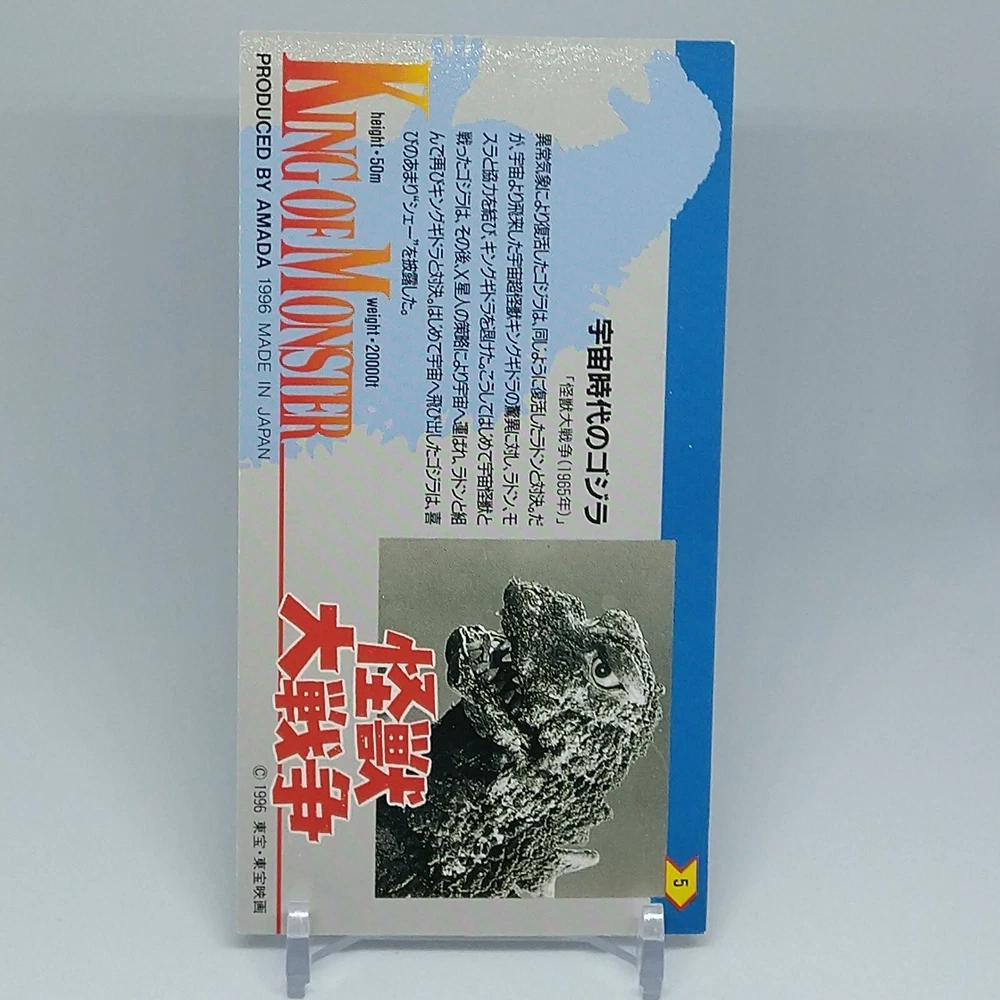 5
宇宙時代のゴジラ
「怪獣大戦争(1965年)」
異常気象により復活したゴジラは、同じように復活したラドンと対決。だ
が、宇宙より飛来した宇宙超怪獣キングギドラの驚異に対し、ラドン、モ
スラと協力を結び、キングギドラを退けた。こうしてはじめて宇宙怪獣と
戦ったゴジラは、その後、X星人の策略により宇宙へ運ばれ、ラドンと組
んで再びキングギドラと対決。はじめて宇宙へ飛び出したゴジラは、喜
びのあまり“シェー”を披露した。
height・50m
weight・20000t
KING OF MONSTER
怪獣
大戦争
PRODUCED BY AMADA 1996 MADE IN JAPAN
© 1996 東宝・東宝映画